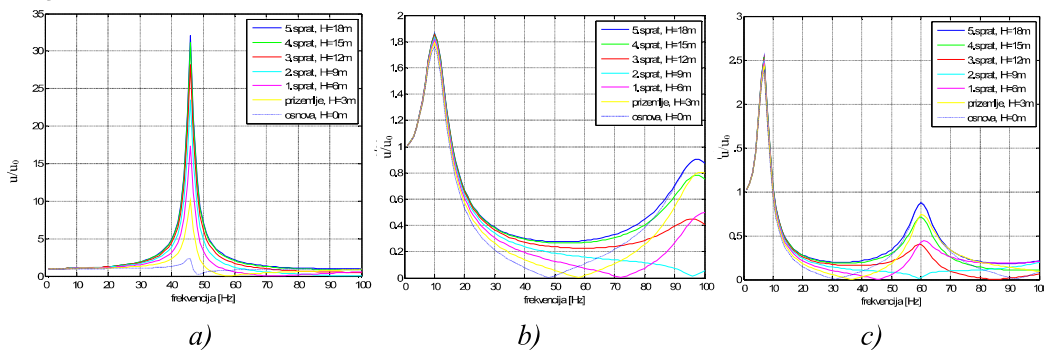 35
30
25
20
15
10
5
0
u/u0
0 10 20 30 40 50 60 70 80 90 100
frekvencija [Hz]
5.sprat, H=18m
4.sprat, H=15m
3.sprat, H=12m
2.sprat, H=9m
1.sprat, H=6m
prizemlje, H=3m
osnova, H=0m
a)
2
1.8
1.6
1.4
1.2
1
0.8
0.6
0.4
0.2
0
u/u0
0 10 20 30 40 50 60 70 80 90 100
frekvencija [Hz]
5.sprat, H=18m
4.sprat, H=15m
3.sprat, H=12m
2.sprat, H=9m
1.sprat, H=6m
prizemlje, H=3m
osnova, H=0m
b)
3
2.5
2
1.5
1
0.5
0
u/u0
0 10 20 30 40 50 60 70 80 90 100
frekvencija [Hz]
5.sprat, H=18m
4.sprat, H=15m
3.sprat, H=12m
2.sprat, H=9m
1.sprat, H=6m
prizemlje, H=3m
osnova, H=0m
c)